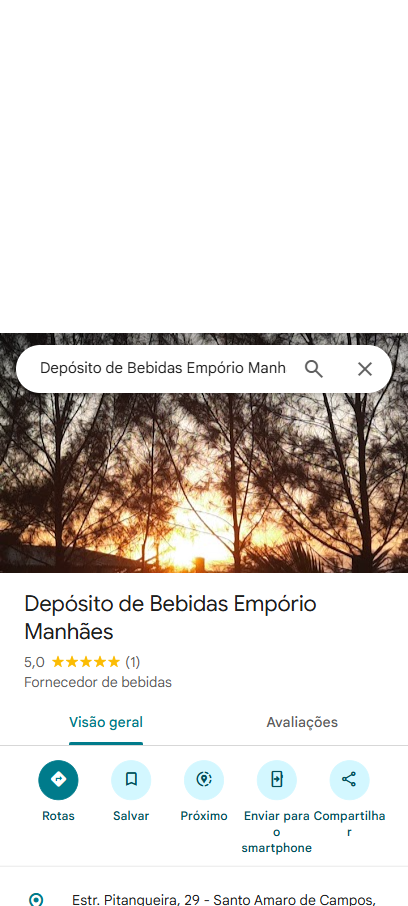 Depósito de Bebidas Empório Manh
Depósito de Bebidas Empório
Manhães
5,0 (1)
Fornecedor de bebidas
Visão geral
Avaliações
Rotas
Salvar
Próximo
Enviar para
o
smartphone
Compartilha
r
Estr. Pitangueira, 29 - Santo Amaro de Campos,